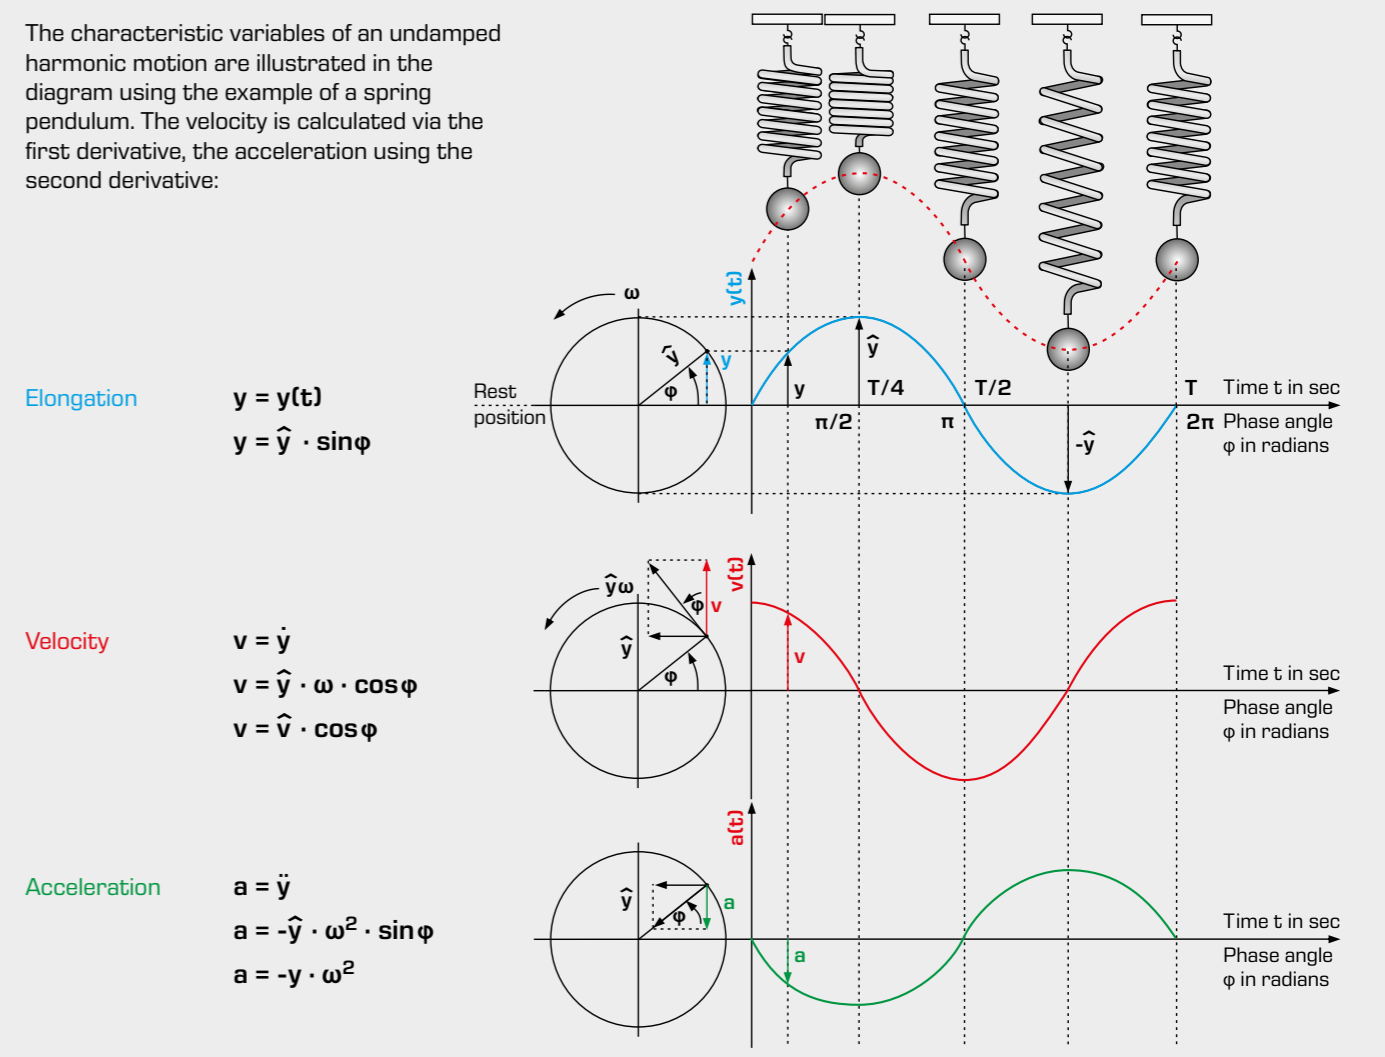 The characteristic variables of an undamped
harmonic motion are illustrated in the
diagram using the example of a spring
pendulum. The velocity is calculated via the
first derivative, the acceleration using the
second derivative:
y(t)
ω
ŷ
φ
y
y
ŷ
-ŷ
Rest
position
T/4
T/2
T
π/2
π
2π
Time t in sec
Phase angle
φ in radians
Elongation
y = y(t)
y = ŷ · sinφ
v(t)
ŷω
φ
v
ŷ
φ
v
Time t in sec
Phase angle
φ in radians
Velocity
v = ẏ
v = ŷ · ω · cosφ
v = v̂ · cosφ
a(t)
ŷ
φ
a
a
Time t in sec
Phase angle
φ in radians
Acceleration
a = ÿ
a = -ŷ · ω² · sinφ
a = -y · ω²